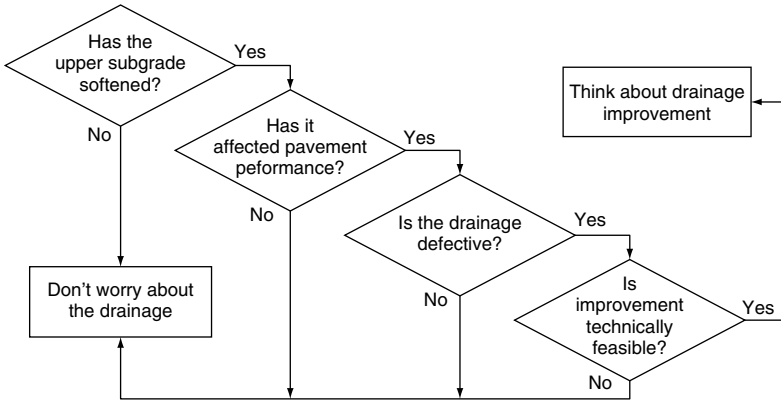 Has the
upper subgrade
softened?
Yes
No
Has it
affected pavement
peformance?
Yes
No
Think about drainage
improvement
Is the drainage
defective?
Yes
No
Don't worry about
the drainage
Is
improvement
technically
feasible?
Yes
No